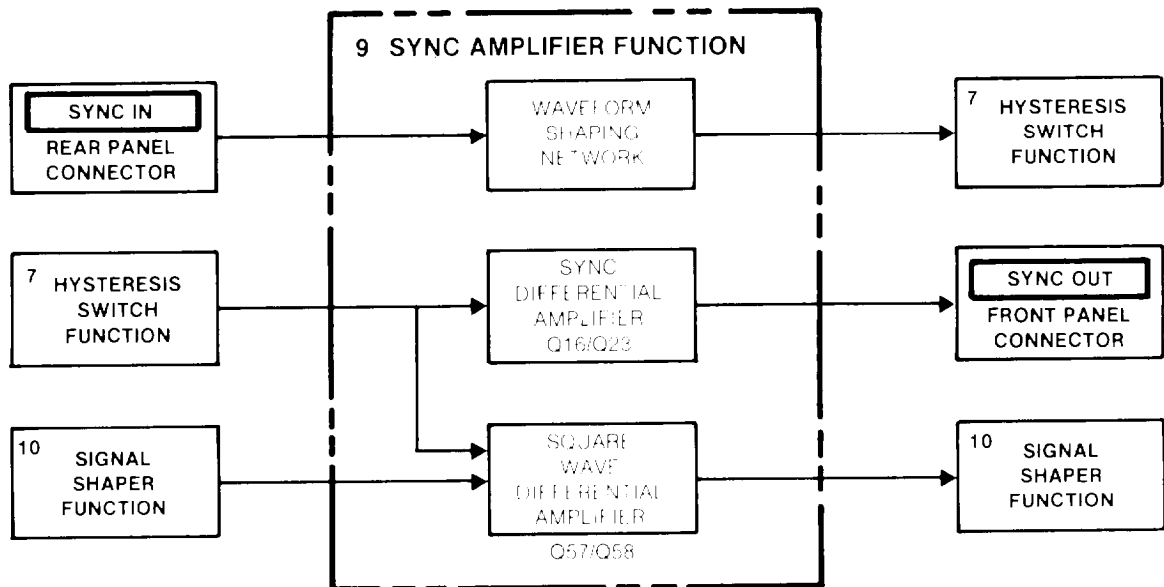 9 SYNC AMPLIFIER FUNCTION
SYNC IN
REAR PANEL
CONNECTOR
WAVEFORM
SHAPING
NETWORK
7 HYSTERESIS
SWITCH
FUNCTION
7 HYSTERESIS
SWITCH
FUNCTION
SYNC
DIFFERENTIAL
AMPLIFIER
Q16/Q23
SYNC OUT
FRONT PANEL
CONNECTOR
10 SIGNAL
SHAPER
FUNCTION
SQUARE
WAVE
DIFFERENTIAL
AMPLIFIER
Q57/Q58
10 SIGNAL
SHAPER
FUNCTION